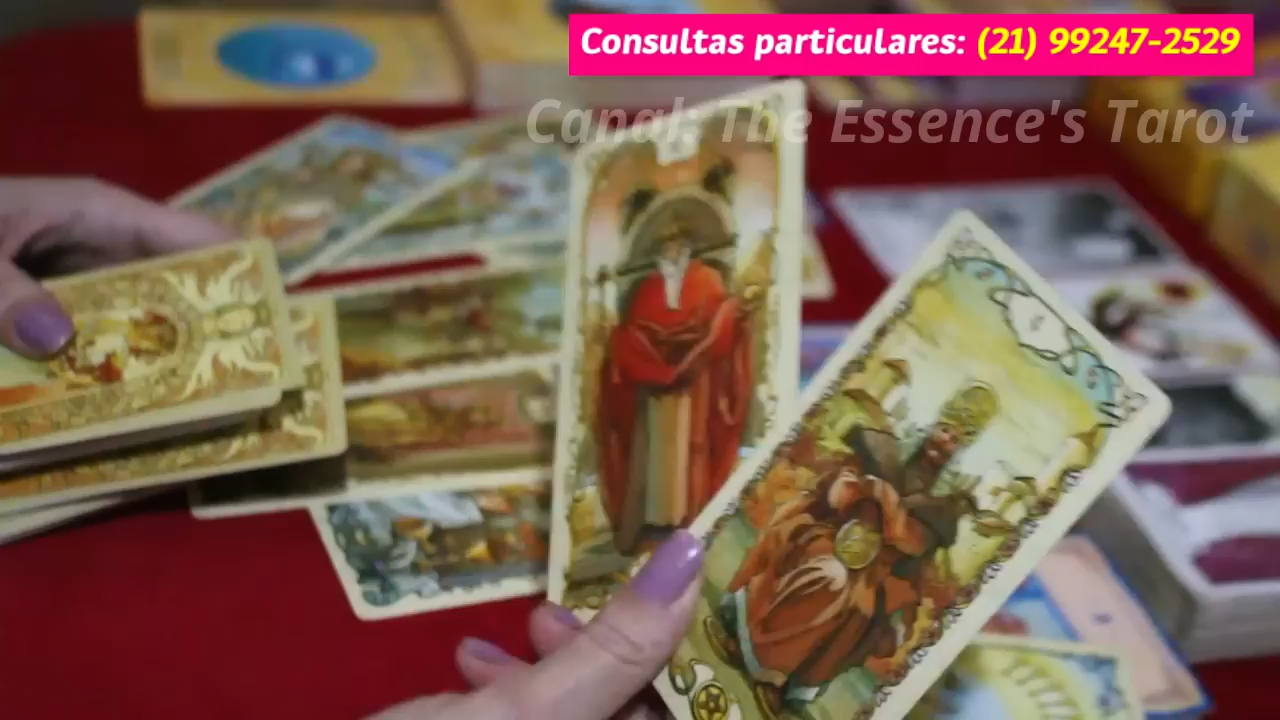 Consultas particulares: (21) 99247-2529
Canal: The Essence's Tarot